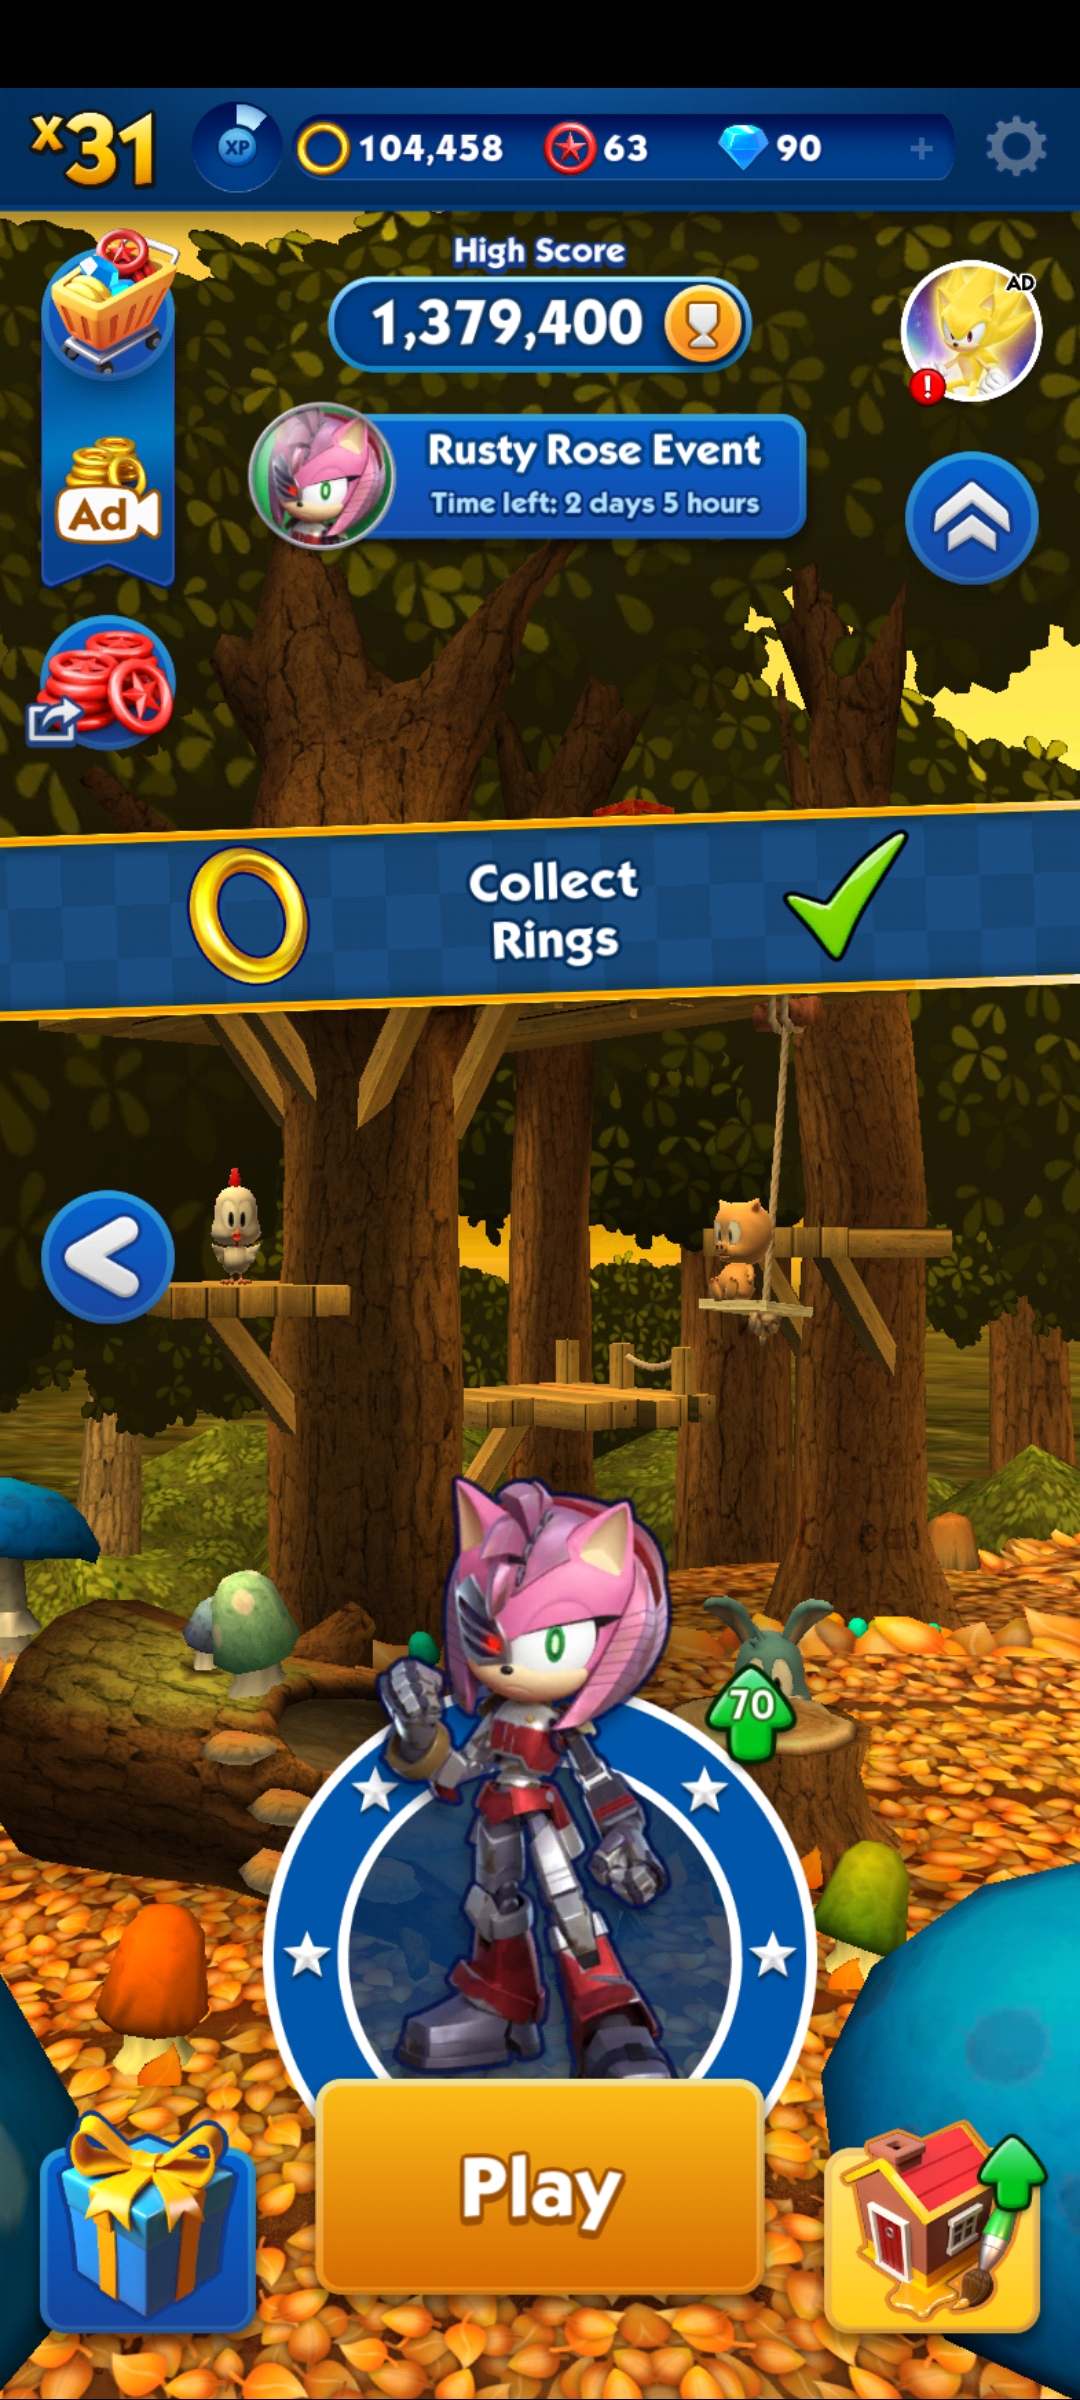 x31
XP
104,458
63
90
+
High Score
1,379,400
AD
!
Rusty Rose Event
Time left: 2 days 5 hours
Ad
Collect
Rings
70
Play